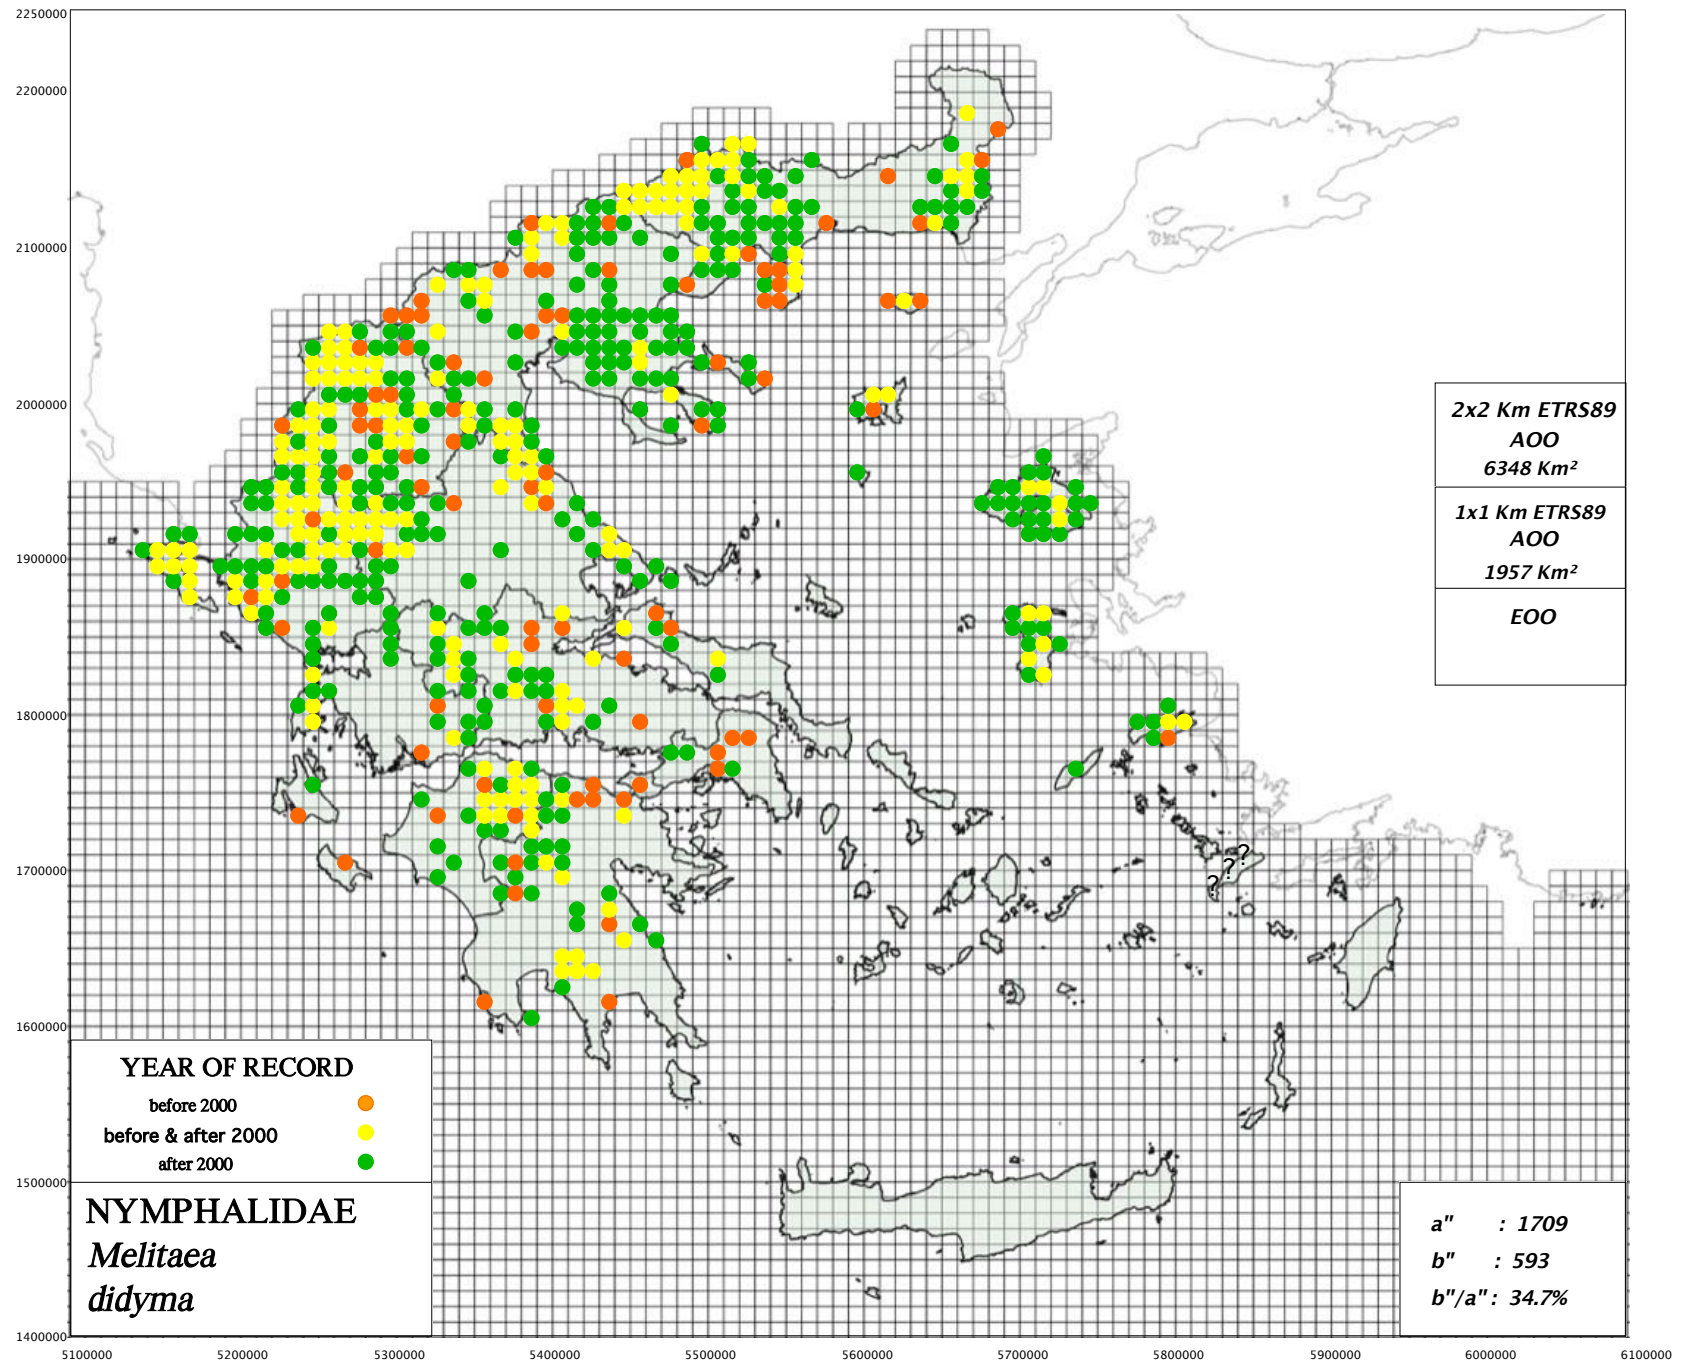 2250000
2200000
2100000
2000000
1900000
1800000
1700000
1600000
1500000
1400000
5100000 5200000 5300000 5400000 5500000 5600000 5700000 5800000 5900000 6000000 6100000
2x2 Km ETRS89
AOO
6348 Km²
1x1 Km ETRS89
AOO
1957 Km²
EOO
?
?
?
YEAR OF RECORD
before 2000
before & after 2000
after 2000
NYMPHALIDAE
Melitaea
didyma
a" : 1709
b" : 593
b"/a" : 34.7%